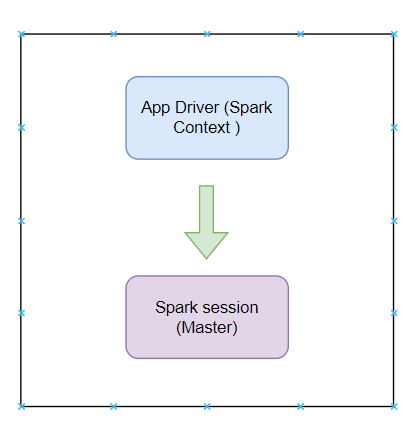 App Driver (Spark
Context )
Spark session
(Master)